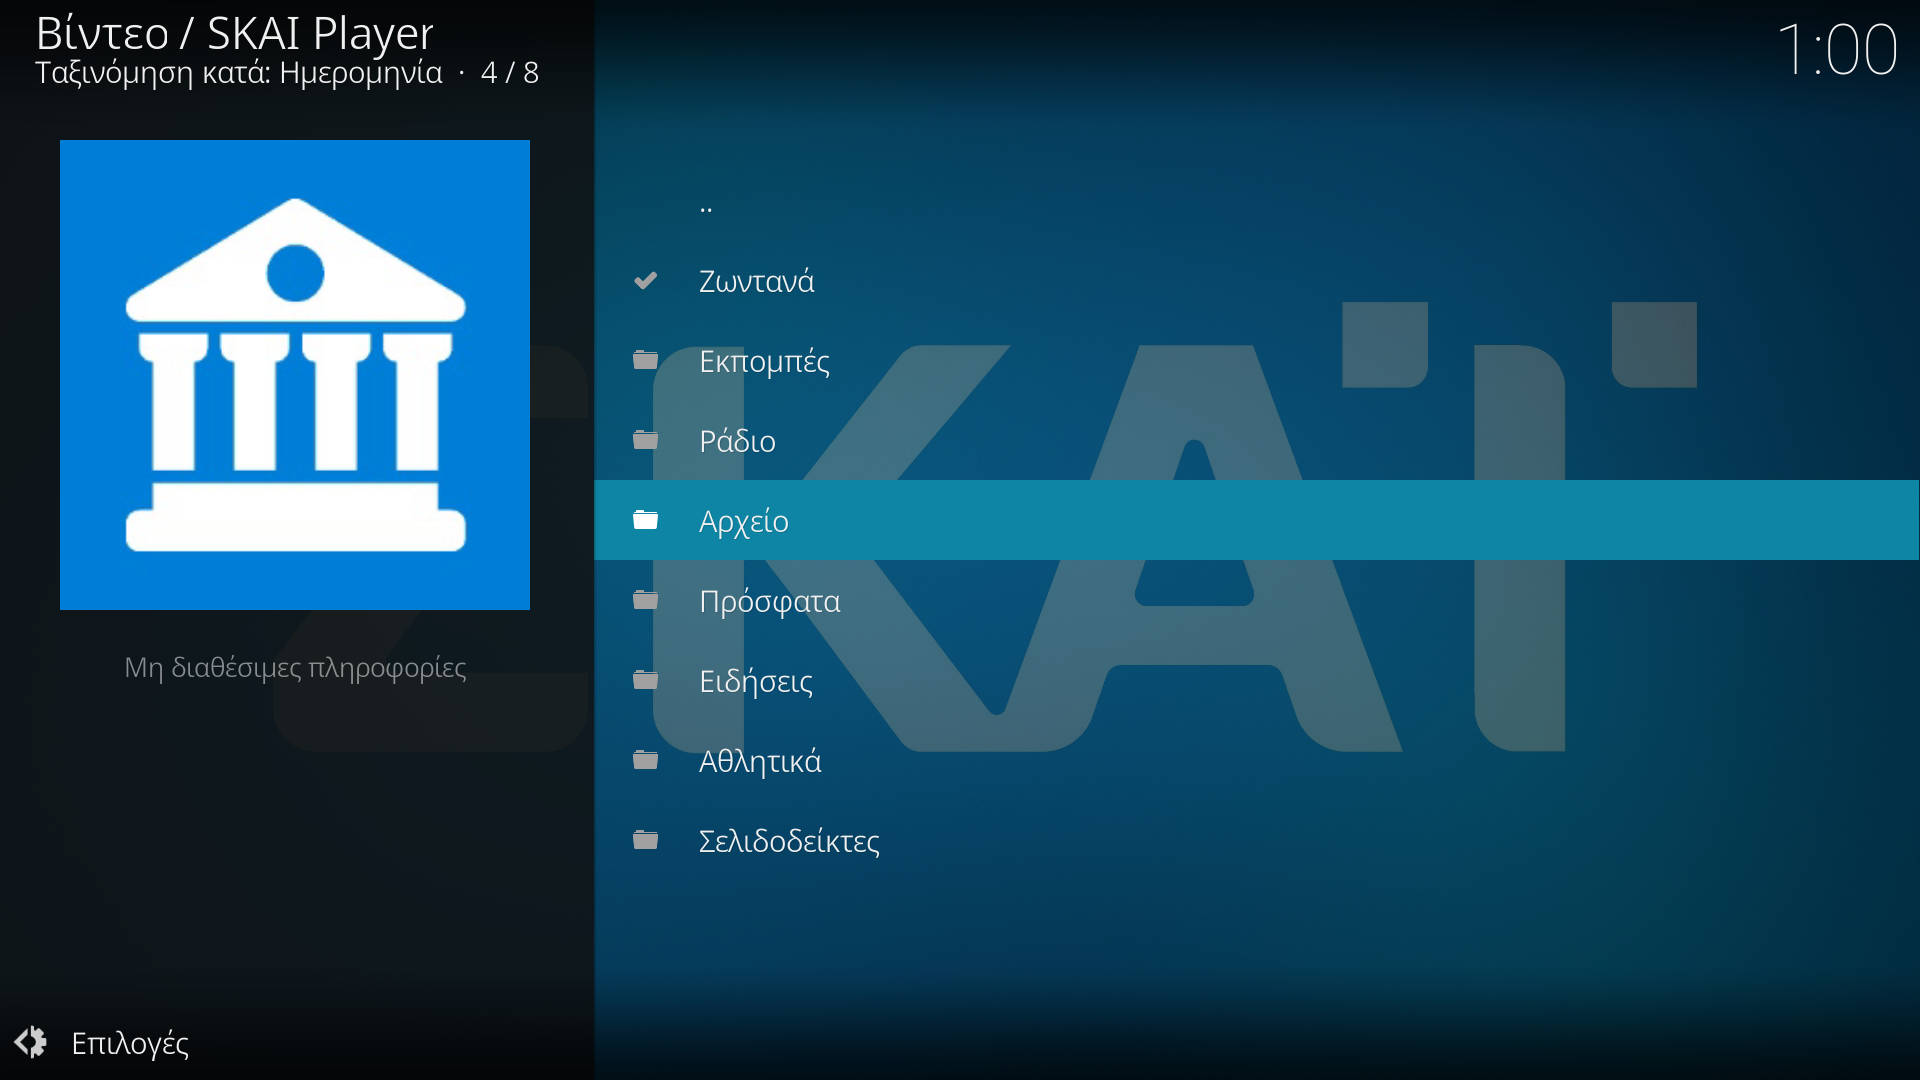 Βίντεο / SKAI Player
Ταξινόμηση κατά: Ημερομηνία · 4 / 8
1:00
..
Ζωντανά
Εκπομπές
Ράδιο
Αρχείο
Πρόσφατα
Ειδήσεις
Αθλητικά
Σελιδοδείκτες
Μη διαθέσιμες πληροφορίες
ΣΚΑΪ
Επιλογές